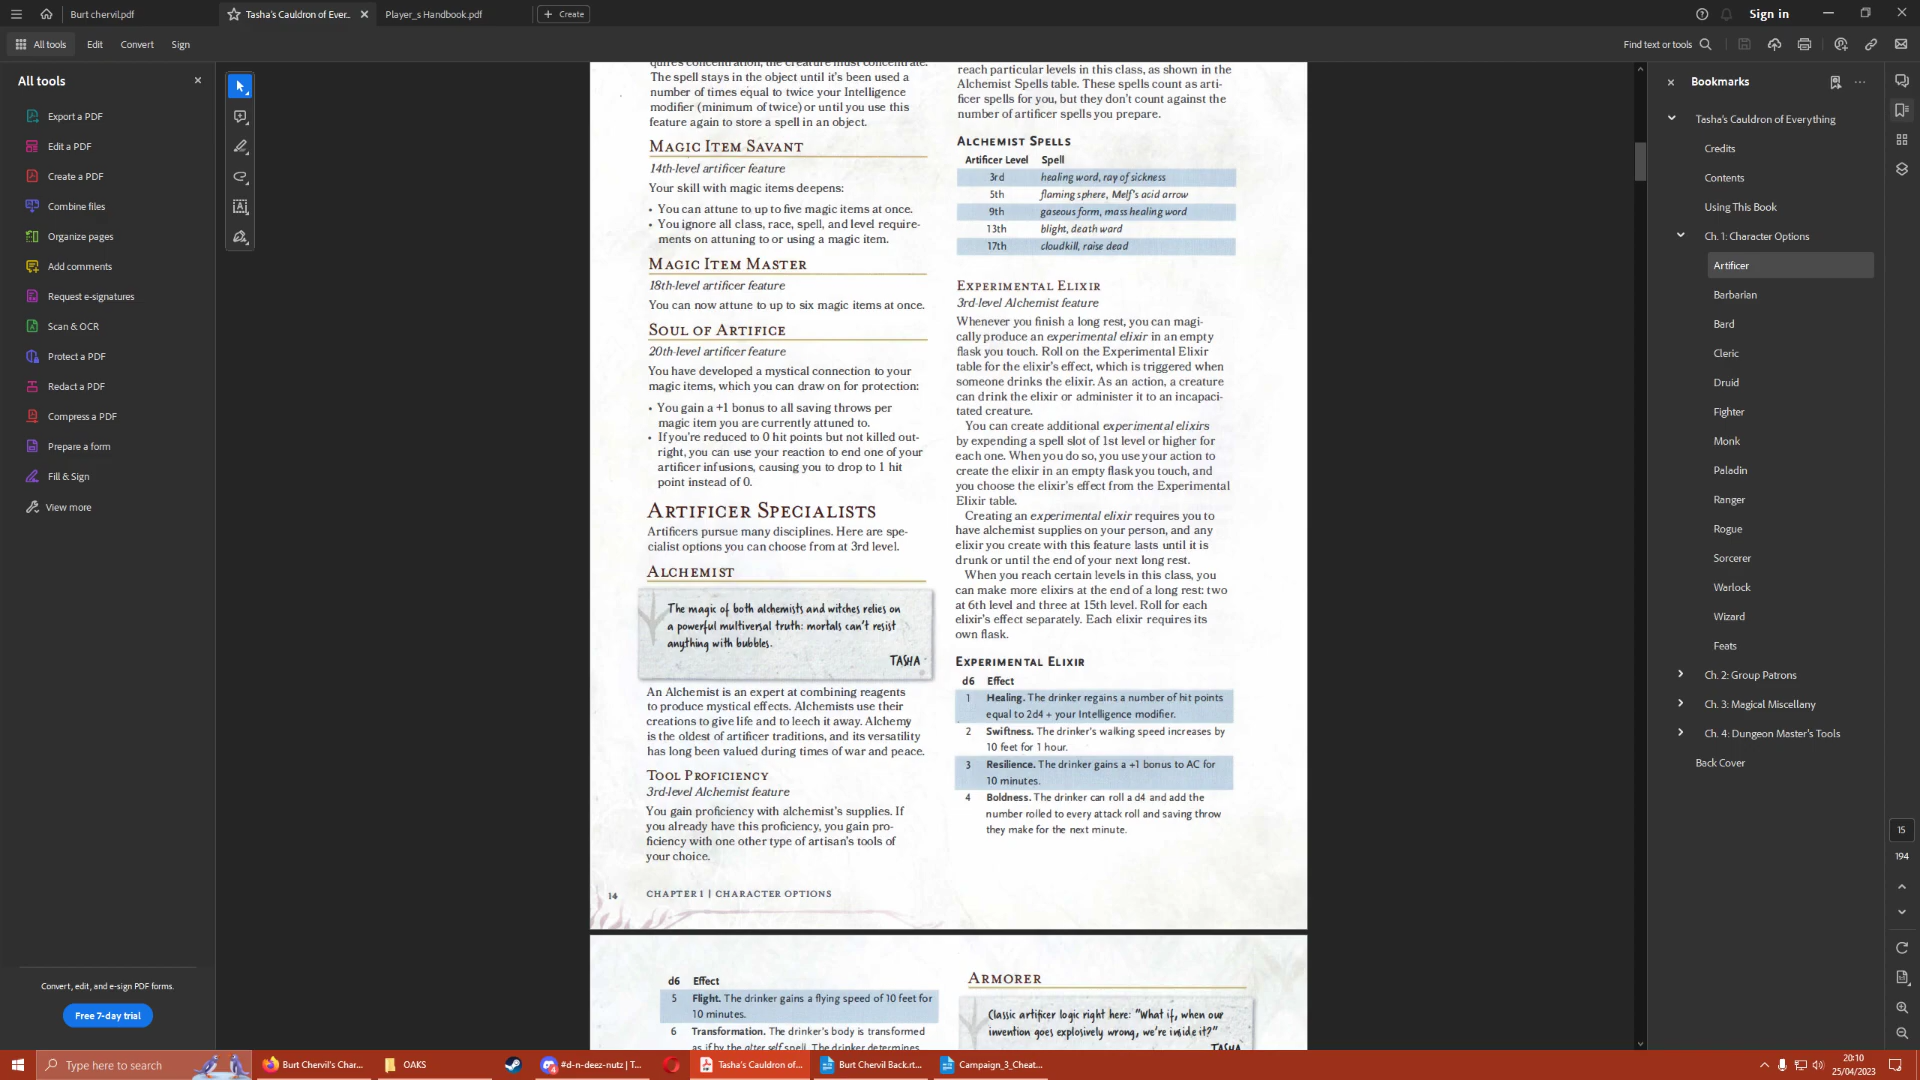 Burt chervil.pdf
Tasha's Cauldron of Ever...
Player_s Handbook.pdf
Create
Sign in
All tools
Edit
Convert
Sign
Find text or tools
All tools
Export a PDF
Edit a PDF
Create a PDF
Combine files
Organize pages
Add comments
Request e-signatures
Scan & OCR
Protect a PDF
Redact a PDF
Compress a PDF
Prepare a form
Fill & Sign
View more
Convert, edit, and e-sign PDF forms.
Free 7-day trial
quires concentration, the creature must concentrate.
The spell stays in the object until it's been used a
number of times equal to twice your Intelligence
modifier (minimum of twice) or until you use this
feature again to store a spell in an object.
MAGIC ITEM SAVANT
14th-level artificer feature
Your skill with magic items deepens:
• You can attune to up to five magic items at once.
• You ignore all class, race, spell, and level require-
ments on attuning to or using a magic item.
MAGIC ITEM MASTER
18th-level artificer feature
You can now attune to up to six magic items at once.
SOUL OF ARTIFICE
20th-level artificer feature
You have developed a mystical connection to your
magic items, which you can draw on for protection:
• You gain a +1 bonus to all saving throws per
magic item you are currently attuned to.
• If you're reduced to 0 hit points but not killed out-
right, you can use your reaction to end one of your
artificer infusions, causing you to drop to 1 hit
point instead of 0.
ARTIFICER SPECIALISTS
Artificers pursue many disciplines. Here are spe-
cialist options you can choose from at 3rd level.
ALCHEMIST
The magic of both alchemists and witches relies on
a powerful multiversal truth: mortals can't resist
anything with bubbles.
TASHA
An Alchemist is an expert at combining reagents
to produce mystical effects. Alchemists use their
creations to give life and to leech it away. Alchemy
is the oldest of artificer traditions, and its versatility
has long been valued during times of war and peace.
TOOL PROFICIENCY
3rd-level Alchemist feature
You gain proficiency with alchemist's supplies. If
you already have this proficiency, you gain pro-
ficiency with one other type of artisan's tools of
your choice.
14
CHAPTER 1 | CHARACTER OPTIONS
reach particular levels in this class, as shown in the
Alchemist Spells table. These spells count as arti-
ficer spells for you, but they don't count against the
number of artificer spells you prepare.
ALCHEMIST SPELLS
Artificer Level Spell
3rd healing word, ray of sickness
5th flaming sphere, Melf's acid arrow
9th gaseous form, mass healing word
13th blight, death ward
17th cloudkill, raise dead
EXPERIMENTAL ELIXIR
3rd-level Alchemist feature
Whenever you finish a long rest, you can magi-
cally produce an experimental elixir in an empty
flask you touch. Roll on the Experimental Elixir
table for the elixir's effect, which is triggered when
someone drinks the elixir. As an action, a creature
can drink the elixir or administer it to an incapaci-
tated creature.
You can create additional experimental elixirs
by expending a spell slot of 1st level or higher for
each one. When you do so, you use your action to
create the elixir in an empty flask you touch, and
you choose the elixir's effect from the Experimental
Elixir table.
Creating an experimental elixir requires you to
have alchemist supplies on your person, and any
elixir you create with this feature lasts until it is
drunk or until the end of your next long rest.
When you reach certain levels in this class, you
can make more elixirs at the end of a long rest: two
at 6th level and three at 15th level. Roll for each
elixir's effect separately. Each elixir requires its
own flask.
EXPERIMENTAL ELIXIR
d6 Effect
1 Healing. The drinker regains a number of hit points
equal to 2d4 + your Intelligence modifier.
2 Swiftness. The drinker's walking speed increases by
10 feet for 1 hour.
3 Resilience. The drinker gains a +1 bonus to AC for
10 minutes.
4 Boldness. The drinker can roll a d4 and add the
number rolled to every attack roll and saving throw
they make for the next minute.
d6 Effect
5 Flight. The drinker gains a flying speed of 10 feet for
10 minutes.
6 Transformation. The drinker's body is transformed
as if by the alter self spell. The drinker determines
ARMORER
Classic artificer logic right here: "What if, when our
invention goes explosively wrong, we're inside it?"
TASHA
Bookmarks
Tasha's Cauldron of Everything
Credits
Contents
Using This Book
Ch. 1: Character Options
Artificer
Barbarian
Bard
Cleric
Druid
Fighter
Monk
Paladin
Ranger
Rogue
Sorcerer
Warlock
Wizard
Feats
Ch. 2: Group Patrons
Ch. 3: Magical Miscellany
Ch. 4: Dungeon Master's Tools
Back Cover
15
194
Type here to search
Burt Chervil's Char...
OAKS
#d-n-deez-nutz | T...
Tasha's Cauldron of...
Burt Chervil Back.rt...
Campaign_3_Cheat...
20:10
25/04/2023